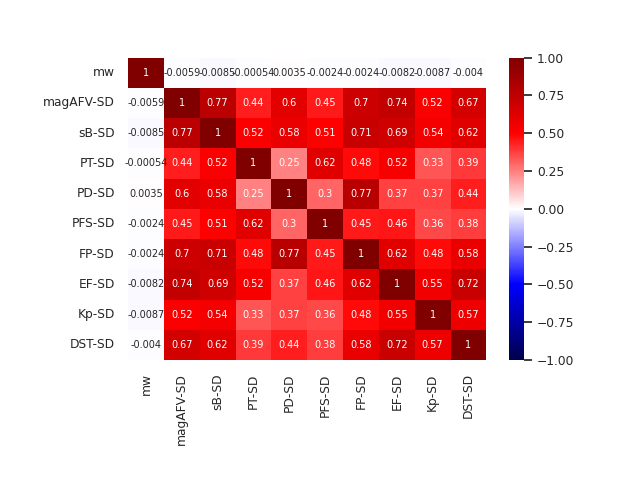 mw 1 -0.0059 -0.0085 -0.00054 0.0035 -0.0024 -0.0024 -0.0082 -0.0087 -0.004
magAFV-SD -0.0059 1 0.77 0.44 0.6 0.45 0.7 0.74 0.52 0.67
sB-SD -0.0085 0.77 1 0.52 0.58 0.51 0.71 0.69 0.54 0.62
PT-SD -0.00054 0.44 0.52 1 0.25 0.62 0.48 0.52 0.33 0.39
PD-SD 0.0035 0.6 0.58 0.25 1 0.3 0.77 0.37 0.37 0.44
PFS-SD -0.0024 0.45 0.51 0.62 0.3 1 0.45 0.46 0.36 0.38
FP-SD -0.0024 0.7 0.71 0.48 0.77 0.45 1 0.62 0.48 0.58
EF-SD -0.0082 0.74 0.69 0.52 0.37 0.46 0.62 1 0.55 0.72
Kp-SD -0.0087 0.52 0.54 0.33 0.37 0.36 0.48 0.55 1 0.57
DST-SD -0.004 0.67 0.62 0.39 0.44 0.38 0.58 0.72 0.57 1
mw
magAFV-SD
sB-SD
PT-SD
PD-SD
PFS-SD
FP-SD
EF-SD
Kp-SD
DST-SD
1.00
0.75
0.50
0.25
0.00
−0.25
−0.50
−0.75
−1.00